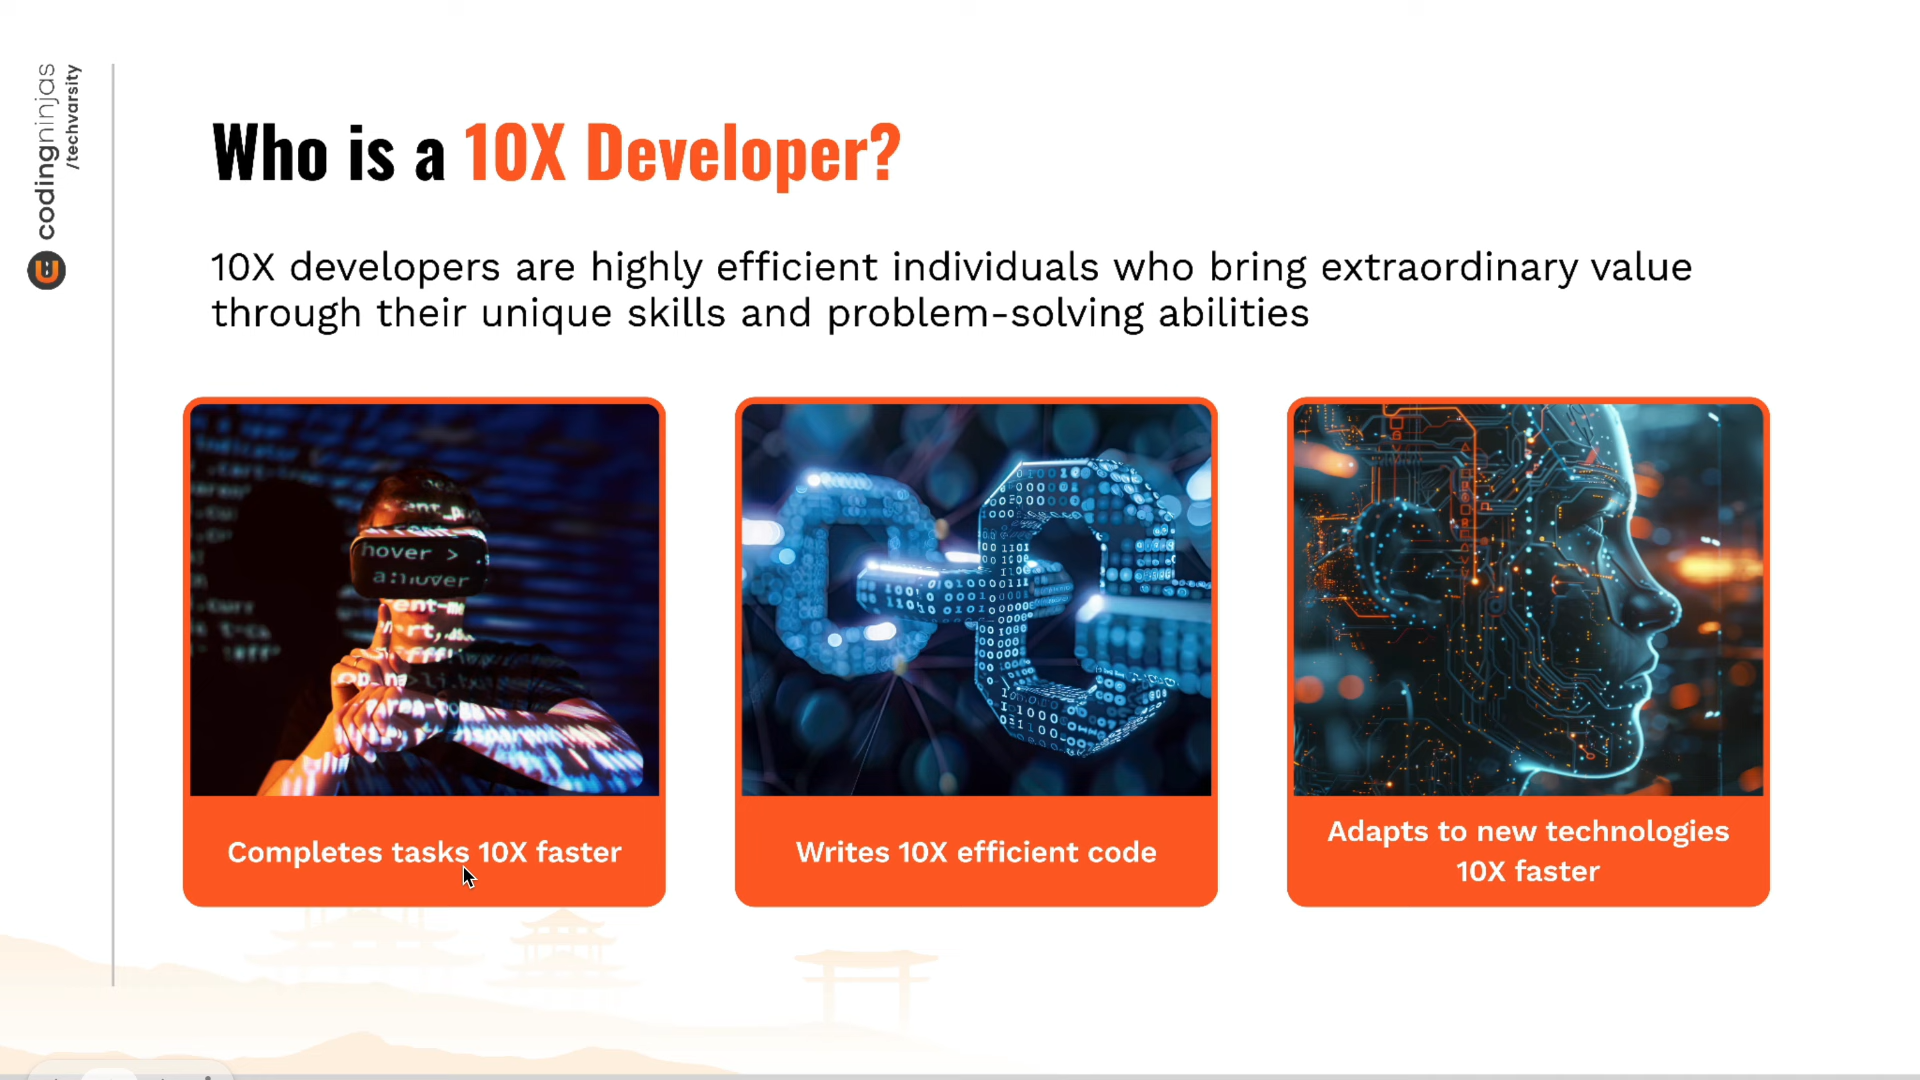 codingninjas
/techvarsity
Who is a 10X Developer?
10X developers are highly efficient individuals who bring extraordinary value
through their unique skills and problem-solving abilities
hover >
a:hover
Completes tasks 10X faster
Writes 10X efficient code
Adapts to new technologies
10X faster